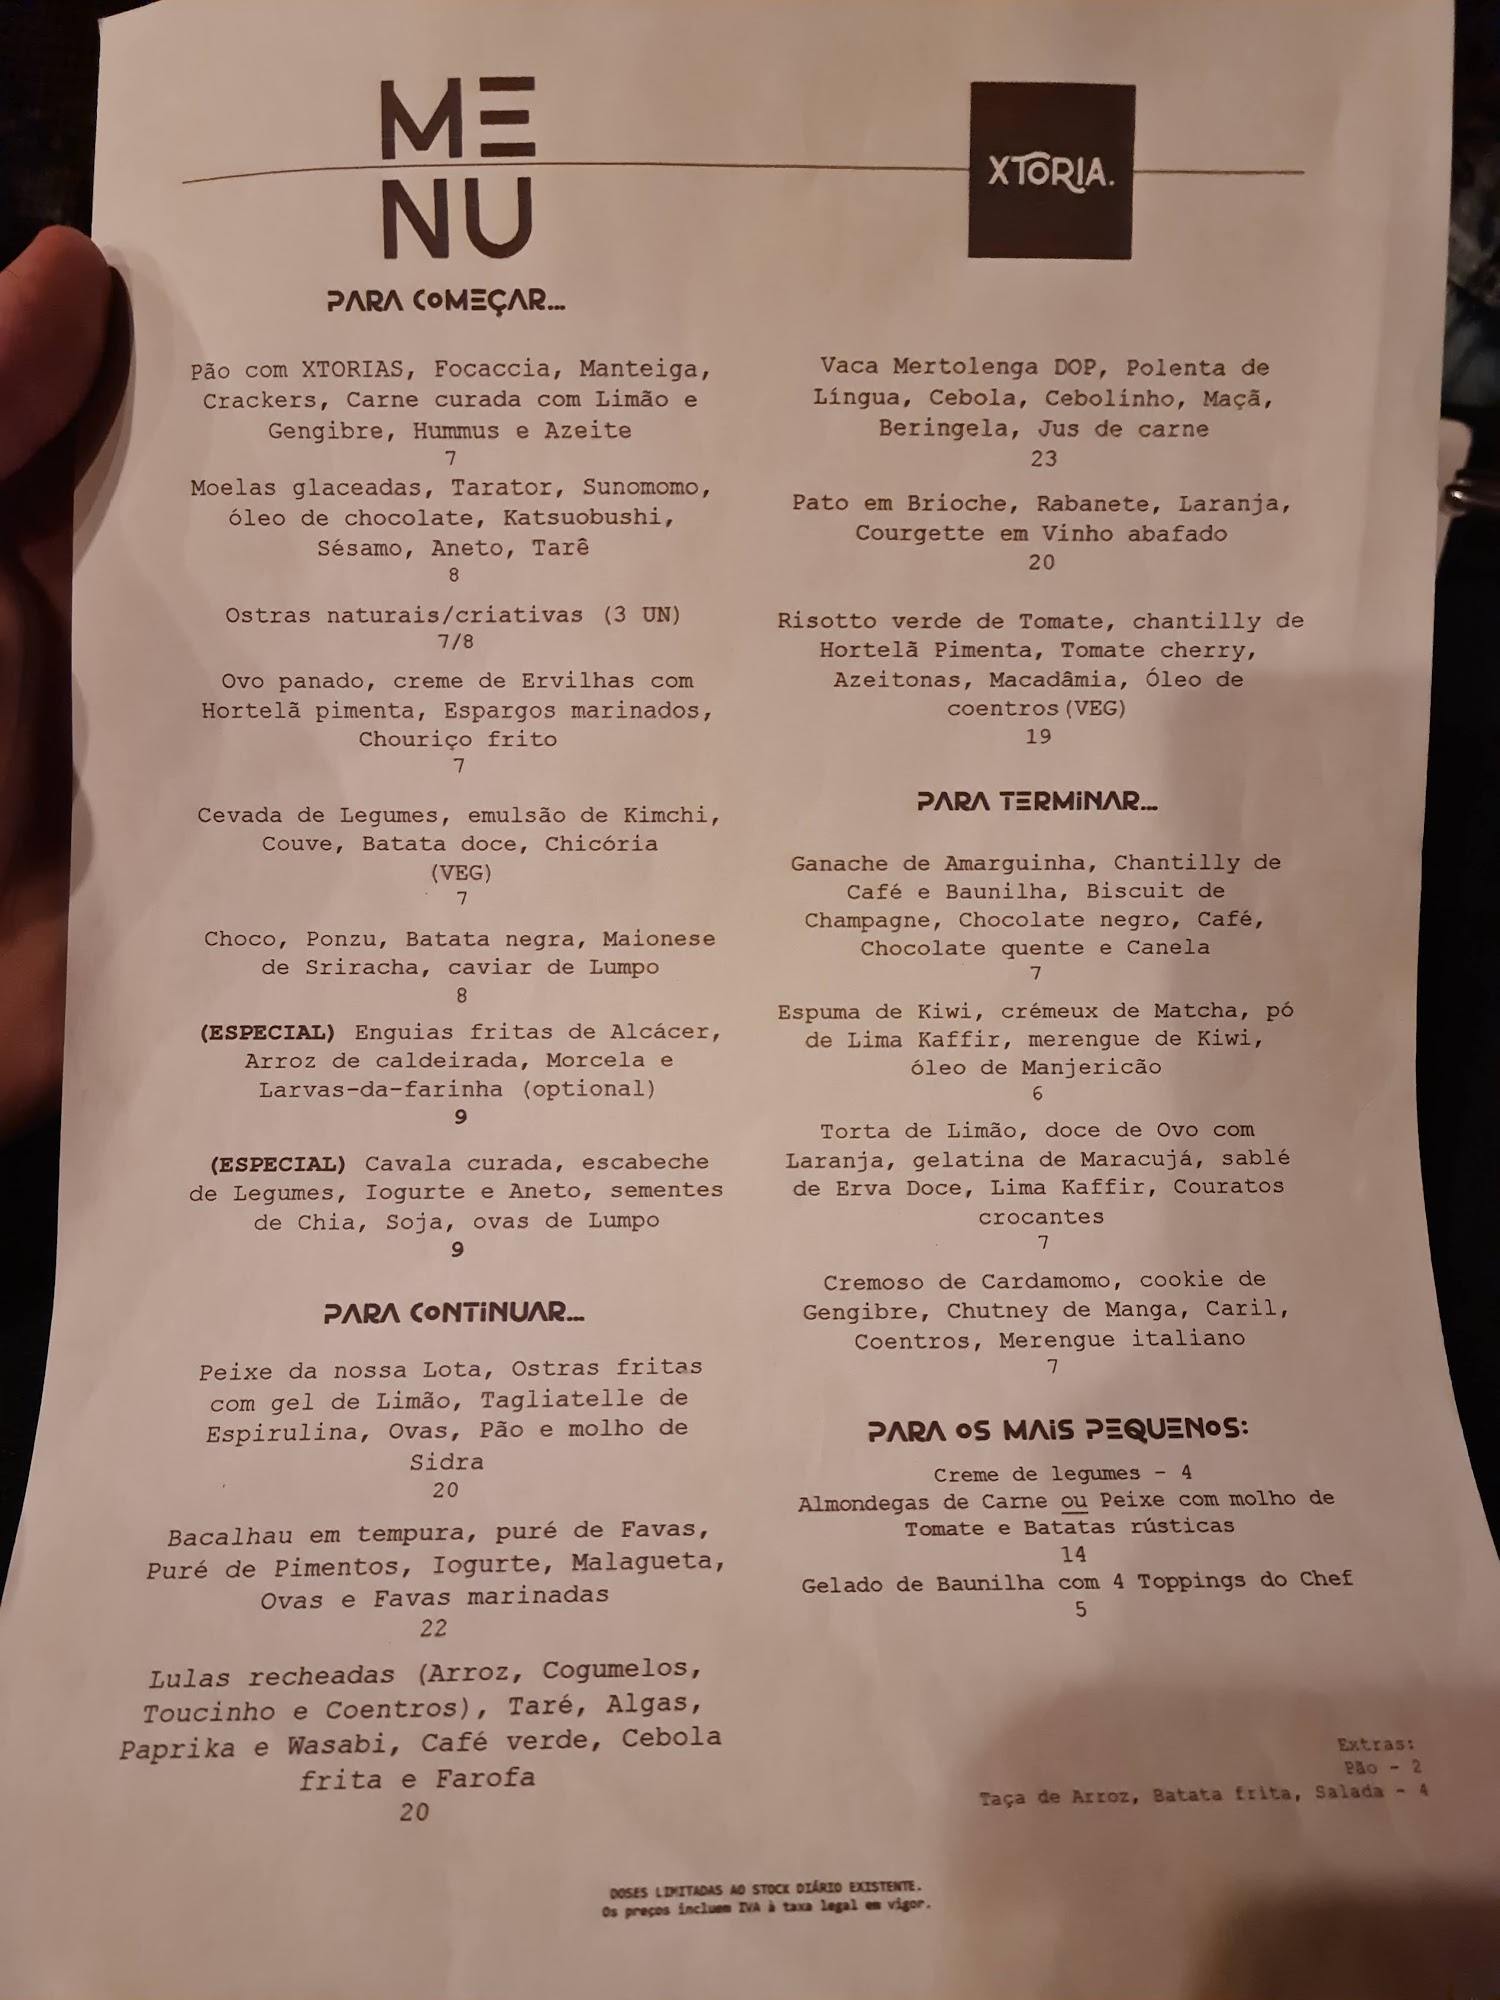 ME
NU
XTORIA.
PARA COMEÇAR...
Pão com XTORIAS, Focaccia, Manteiga,
Crackers, Carne curada com Limão e
Gengibre, Hummus e Azeite
7
Moelas glaceadas, Tarator, Sunomomo,
óleo de chocolate, Katsuobushi,
Sésamo, Aneto, Tarê
8
Ostras naturais/criativas (3 UN)
7/8
Ovo panado, creme de Ervilhas com
Hortelã pimenta, Espargos marinados,
Chouriço frito
7
Cevada de Legumes, emulsão de Kimchi,
Couve, Batata doce, Chicória
(VEG)
7
Choco, Ponzu, Batata negra, Maionese
de Sriracha, caviar de Lumpo
8
(ESPECIAL) Enguias fritas de Alcácer,
Arroz de caldeirada, Morcela e
Larvas-da-farinha (optional)
9
(ESPECIAL) Cavala curada, escabeche
de Legumes, Iogurte e Aneto, sementes
de Chia, Soja, ovas de Lumpo
9
PARA CONTINUAR...
Peixe da nossa Lota, Ostras fritas
com gel de Limão, Tagliatelle de
Espirulina, Ovas, Pão e molho de
Sidra
20
Bacalhau em tempura, puré de Favas,
Puré de Pimentos, Iogurte, Malagueta,
Ovas e Favas marinadas
22
Lulas recheadas (Arroz, Cogumelos,
Toucinho e Coentros), Taré, Algas,
Paprika e Wasabi, Café verde, Cebola
frita e Farofa
20
Vaca Mertolenga DOP, Polenta de
Língua, Cebola, Cebolinho, Maçã,
Beringela, Jus de carne
23
Pato em Brioche, Rabanete, Laranja,
Courgette em Vinho abafado
20
Risotto verde de Tomate, chantilly de
Hortelã Pimenta, Tomate cherry,
Azeitonas, Macadâmia, Óleo de
coentros(VEG)
19
PARA TERMINAR...
Ganache de Amarguinha, Chantilly de
Café e Baunilha, Biscuit de
Champagne, Chocolate negro, Café,
Chocolate quente e Canela
7
Espuma de Kiwi, crémeux de Matcha, pó
de Lima Kaffir, merengue de Kiwi,
óleo de Manjericão
6
Torta de Limão, doce de Ovo com
Laranja, gelatina de Maracujá, sablé
de Erva Doce, Lima Kaffir, Couratos
crocantes
7
Cremoso de Cardamomo, cookie de
Gengibre, Chutney de Manga, Caril,
Coentros, Merengue italiano
7
PARA OS MAIS PEQUENOS:
Creme de legumes - 4
Almondegas de Carne ou Peixe com molho de
Tomate e Batatas rústicas
14
Gelado de Baunilha com 4 Toppings do Chef
5
Extras:
Pão - 2
Taça de Arroz, Batata frita, Salada - 4
DOSES LIMITADAS AO STOCK DIÁRIO EXISTENTE.
Os preços incluem IVA à taxa legal em vigor.